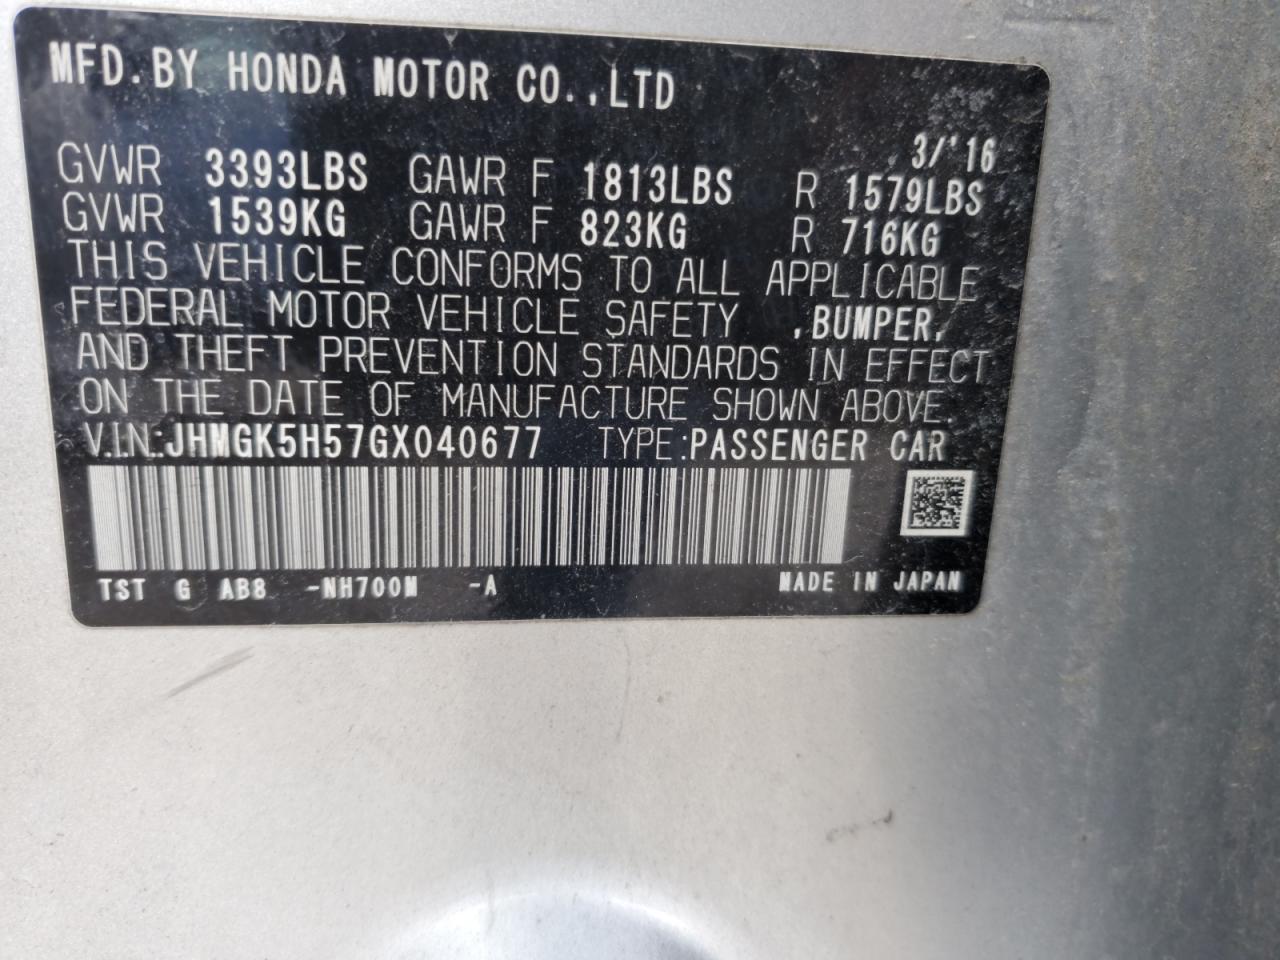 MFD.BY HONDA MOTOR CO.,LTD
3/'16
GVWR 3393LBS GAWR F 1813LBS R 1579LBS
GVWR 1539KG GAWR F 823KG R 716KG
THIS VEHICLE CONFORMS TO ALL APPLICABLE
FEDERAL MOTOR VEHICLE SAFETY ,BUMPER,
AND THEFT PREVENTION STANDARDS IN EFFECT
ON THE DATE OF MANUFACTURE SHOWN ABOVE.
V.I.N.:JHMGK5H57GX040677 TYPE:PASSENGER CAR
TST G AB8 -NH700M -A MADE IN JAPAN